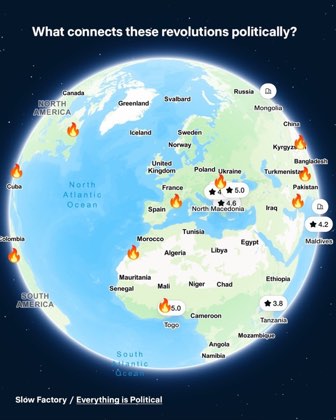 What connects these revolutions politically?
Svalbard
Russia
Canada
Greenland
Mongolia
NORTH
AMERICA
China
Iceland
Sweden
Kyrgyz
Norway
Bangladesh
United
Kingdom
Poland
Ukraine
Turkmenistan
Cuba
North
Atlantic
Ocean
France
4
5.0
Pakistan
4.6
Spain
North Macedonia
Iraq
4.2
Colombia
Tunisia
Morocco
Egypt
Maldives
Algeria
Libya
Mauritania
Ethiopia
SOUTH
AMERICA
Senegal
Mali
Niger
Chad
5.0
3.8
Togo
Cameroon
Tanzania
Mozambique
Angola
South
Atlantic
Ocean
Namibia
Slow Factory / Everything is Political